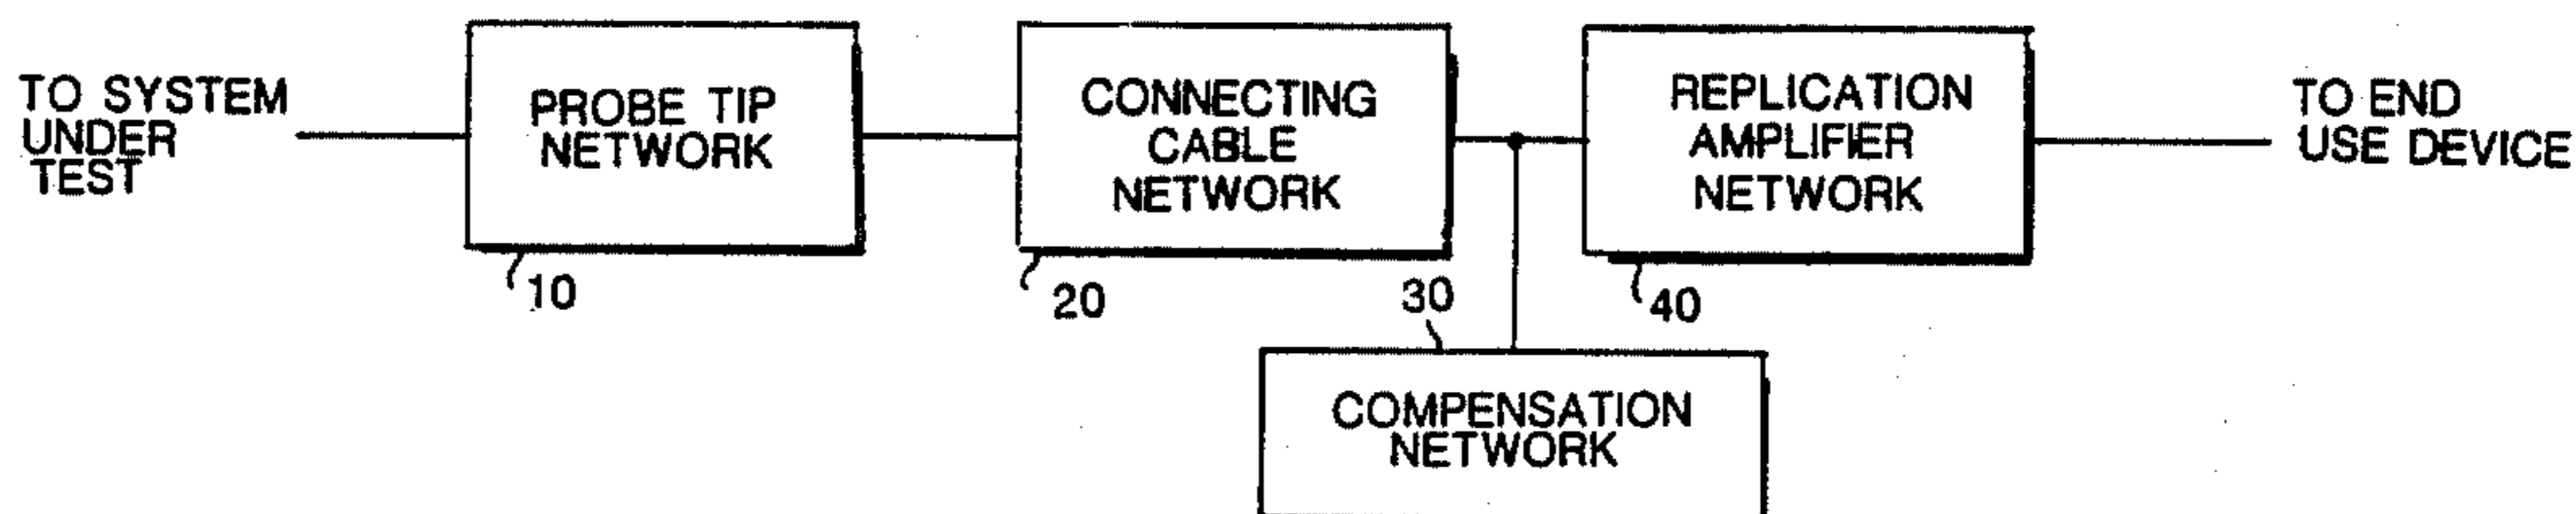 TO SYSTEM
UNDER
TEST
PROBE TIP
NETWORK
10
CONNECTING
CABLE
NETWORK
20
REPLICATION
AMPLIFIER
NETWORK
40
TO END
USE DEVICE
30
COMPENSATION
NETWORK